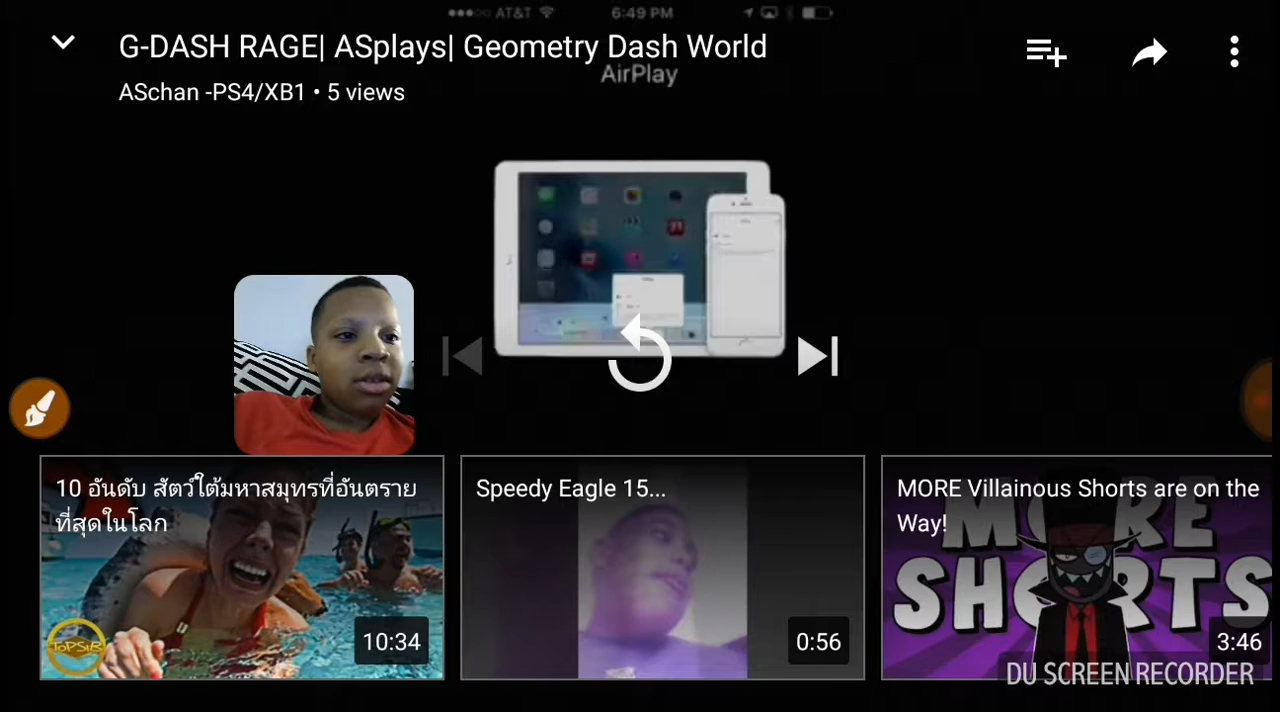 AT&T 6:49 PM
G-DASH RAGE| ASplays| Geometry Dash World
AirPlay
ASchan -PS4/XB1 • 5 views
10 อันดับ สัตว์ใต้มหาสมุทรที่อันตราย
ที่สุดในโลก
TOPSUS
10:34
Speedy Eagle 15...
0:56
MORE Villainous Shorts are on the
Way!
MORE
SHORTS
3:46
DU SCREEN RECORDER